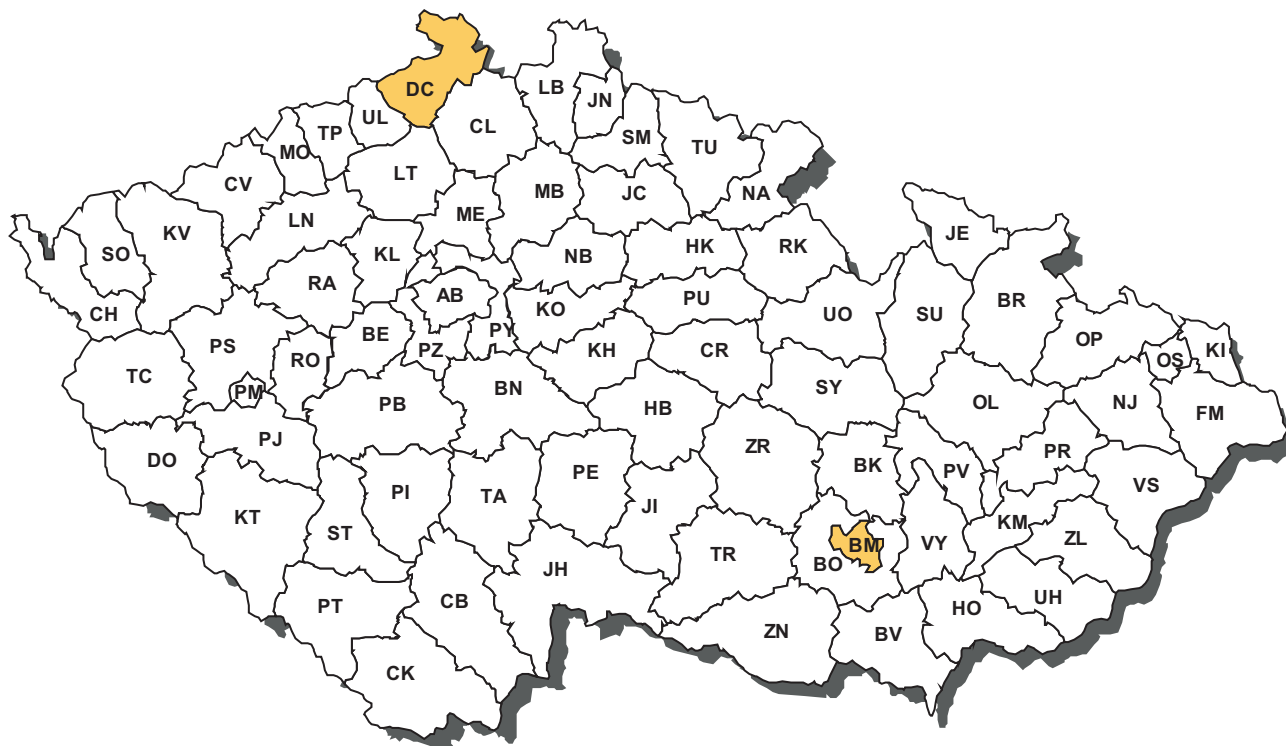 DC
LB
JN
UL
TP
CL
SM
TU
MO
CV
LT
MB
JC
NA
ME
LN
KV
SO
KL
NB
HK
RK
JE
RA
AB
PU
BR
CH
KO
UO
SU
PY
BE
PS
RO
PZ
KH
CR
OP
KI
OS
TC
PM
PB
BN
HB
SY
OL
NJ
FM
PJ
DO
ZR
BK
PV
PR
PI
TA
PE
VS
KT
ST
JI
KM
ZL
TR
BO
BM
VY
JH
PT
CB
HO
UH
ZN
BV
CK